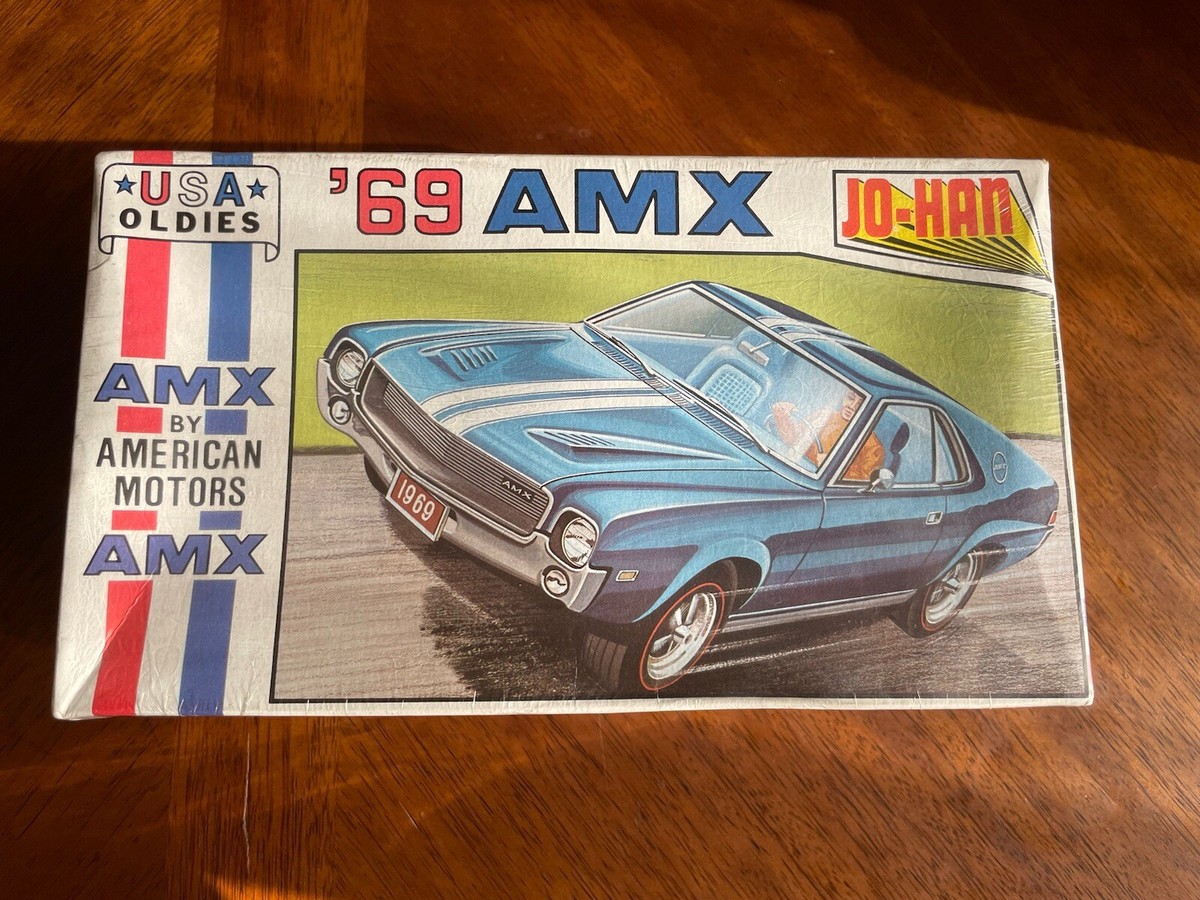 ★USA★
OLDIES
'69 AMX
JO-HAN
AMX
BY
AMERICAN
MOTORS
AMX
AMX
1969